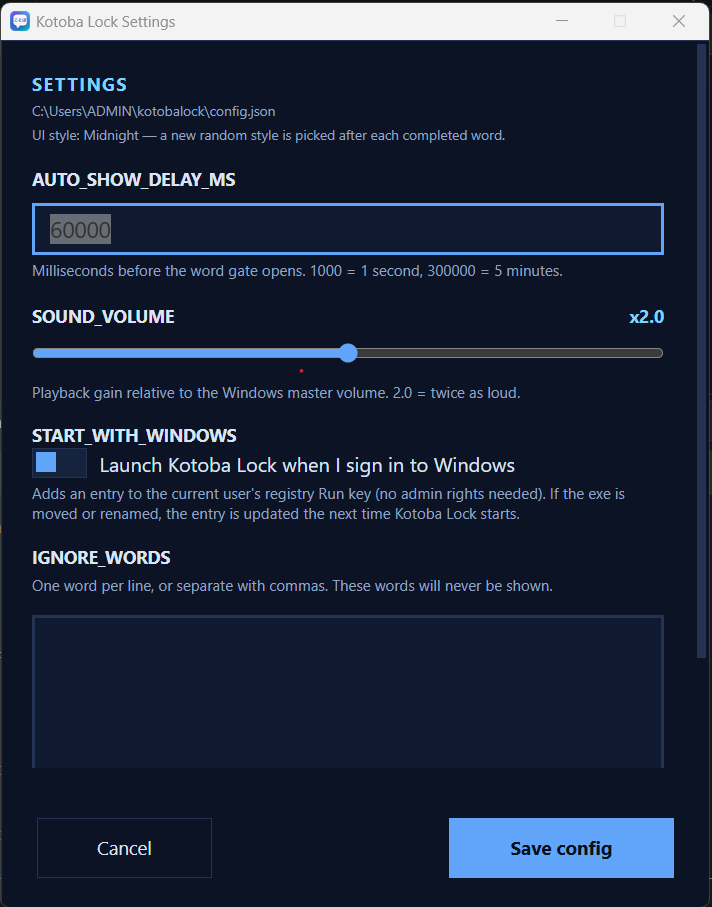 Kotoba Lock Settings
SETTINGS
C:\Users\ADMIN\kotobalock\config.json
UI style: Midnight — a new random style is picked after each completed word.
AUTO_SHOW_DELAY_MS
60000
Milliseconds before the word gate opens. 1000 = 1 second, 300000 = 5 minutes.
SOUND_VOLUME x2.0
Playback gain relative to the Windows master volume. 2.0 = twice as loud.
START_WITH_WINDOWS
Launch Kotoba Lock when I sign in to Windows
Adds an entry to the current user's registry Run key (no admin rights needed). If the exe is
moved or renamed, the entry is updated the next time Kotoba Lock starts.
IGNORE_WORDS
One word per line, or separate with commas. These words will never be shown.
Cancel Save config